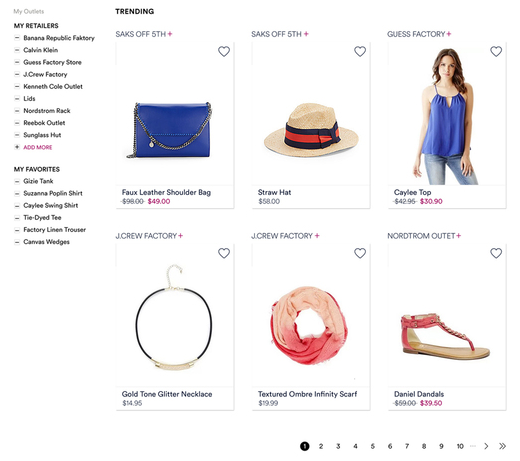 My Outlets
MY RETAILERS
Banana Republic Faktory
Calvin Klein
Guess Factory Store
J.Crew Factory
Kenneth Cole Outlet
Lids
Nordstrom Rack
Reebok Outlet
Sunglass Hut
+ ADD MORE
MY FAVORITES
Gizie Tank
Suzanna Poplin Shirt
Caylee Swing Shirt
Tie-Dyed Tee
Factory Linen Trouser
Canvas Wedges
TRENDING
SAKS OFF 5TH +
Faux Leather Shoulder Bag
$98.00 $49.00
SAKS OFF 5TH +
Straw Hat
$58.00
GUESS FACTORY +
Caylee Top
$42.95 $30.90
J.CREW FACTORY +
Gold Tone Glitter Necklace
$14.95
J.CREW FACTORY +
Textured Ombre Infinity Scarf
$19.99
NORDTROM OUTET +
Daniel Dandals
$59.00 $39.50
1 2 3 4 5 6 7 8 9 10 ... > >>